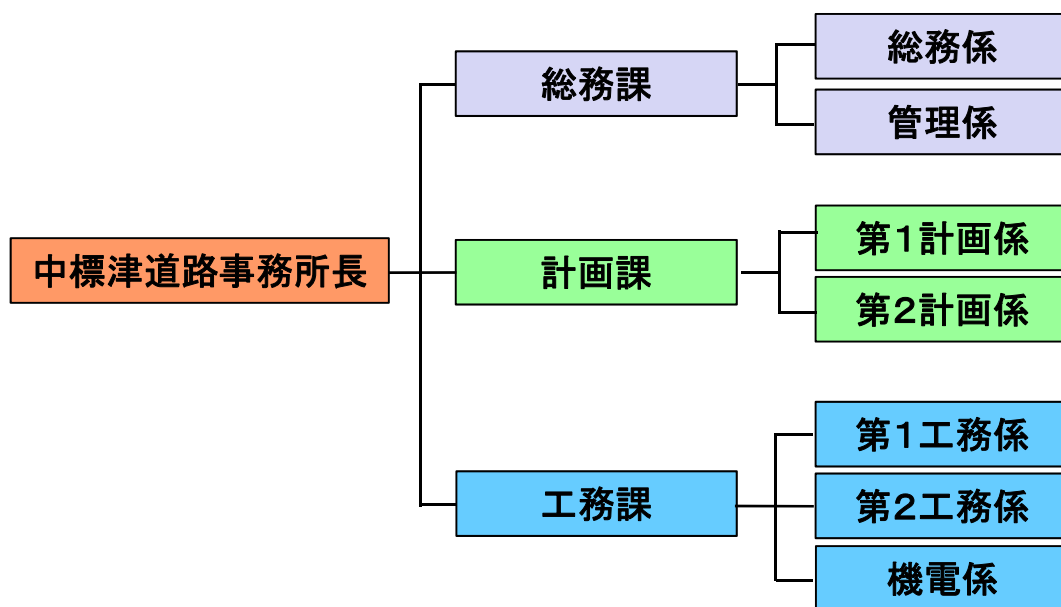 中標津道路事務所長
総務課
総務係
管理係
計画課
第1計画係
第2計画係
工務課
第1工務係
第2工務係
機電係